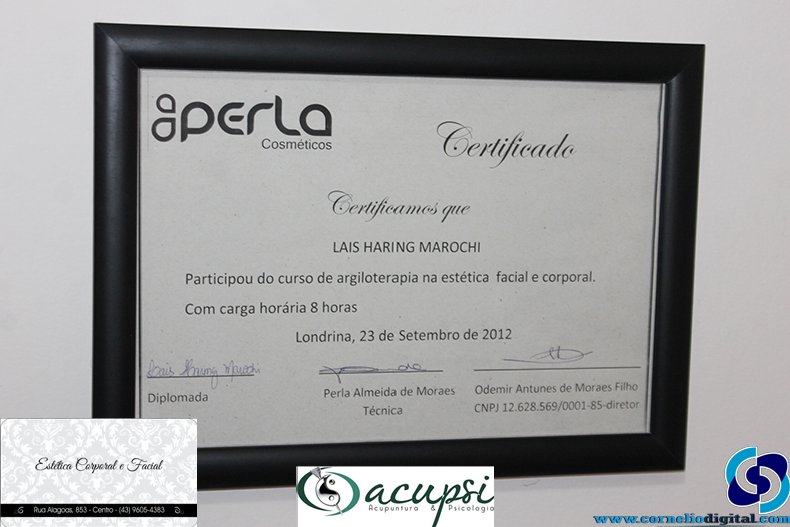 PERLA
Cosméticos
Certificado
Certificamos que
LAIS HARING MAROCHI
Participou do curso de argiloterapia na estética facial e corporal.
Com carga horária 8 horas
Londrina, 23 de Setembro de 2012
Lais Haring Marochi
Diplomada
Perla Almeida de Moraes
Técnica
Odemir Antunes de Moraes Filho
CNPJ 12.628.569/0001-85-diretor
Estética Corporal e Facial
Rua Alagoas, 853 - Centro - (43) 9605-4383
acupsi
Acupuntura & Psicologia
www.corneliodigital.com